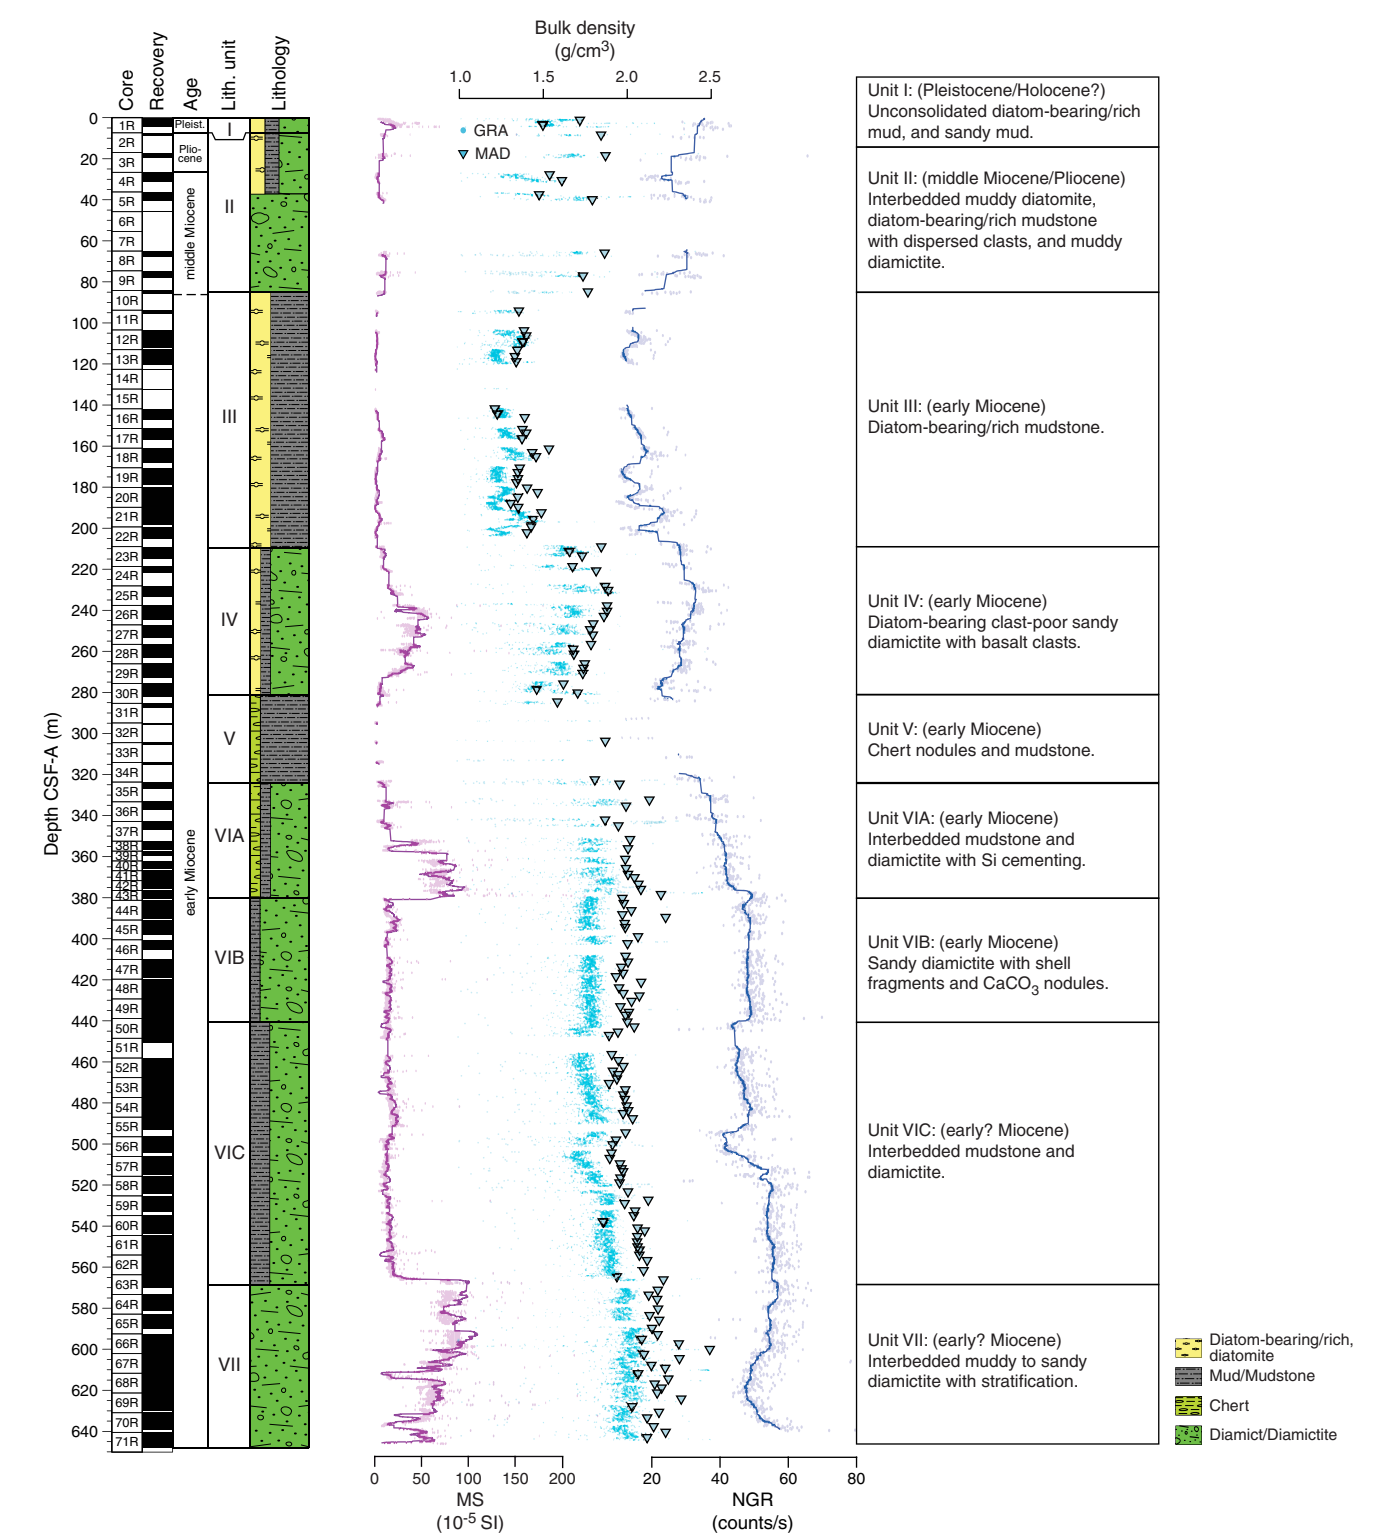 Bulk density
(g/cm3)
1.0 1.5 2.0 2.5
Core
Recovery
Age
Lith. unit
Lithology
GRA
MAD
Depth CSF-A (m)
0
20
40
60
80
100
120
140
160
180
200
220
240
260
280
300
320
340
360
380
400
420
440
460
480
500
520
540
560
580
600
620
640
1R
2R
3R
4R
5R
6R
7R
8R
9R
10R
11R
12R
13R
14R
15R
16R
17R
18R
19R
20R
21R
22R
23R
24R
25R
26R
27R
28R
29R
30R
31R
32R
33R
34R
35R
36R
37R
38R
39R
40R
41R
42R
43R
44R
45R
46R
47R
48R
49R
50R
51R
52R
53R
54R
55R
56R
57R
58R
59R
60R
61R
62R
63R
64R
65R
66R
67R
68R
69R
70R
71R
Pleist.
Plio-
cene
middle Miocene
early Miocene
I
II
III
IV
V
VIA
VIB
VIC
VII
Unit I: (Pleistocene/Holocene?)
Unconsolidated diatom-bearing/rich
mud, and sandy mud.
Unit II: (middle Miocene/Pliocene)
Interbedded muddy diatomite,
diatom-bearing/rich mudstone
with dispersed clasts, and muddy
diamictite.
Unit III: (early Miocene)
Diatom-bearing/rich mudstone.
Unit IV: (early Miocene)
Diatom-bearing clast-poor sandy
diamictite with basalt clasts.
Unit V: (early Miocene)
Chert nodules and mudstone.
Unit VIA: (early Miocene)
Interbedded mudstone and
diamictite with Si cementing.
Unit VIB: (early Miocene)
Sandy diamictite with shell
fragments and CaCO3 nodules.
Unit VIC: (early? Miocene)
Interbedded mudstone and
diamictite.
Unit VII: (early? Miocene)
Interbedded muddy to sandy
diamictite with stratification.
Diatom-bearing/rich,
diatomite
Mud/Mudstone
Chert
Diamict/Diamictite
0 50 100 150 200
MS
(10-5 SI)
20 40 60 80
NGR
(counts/s)